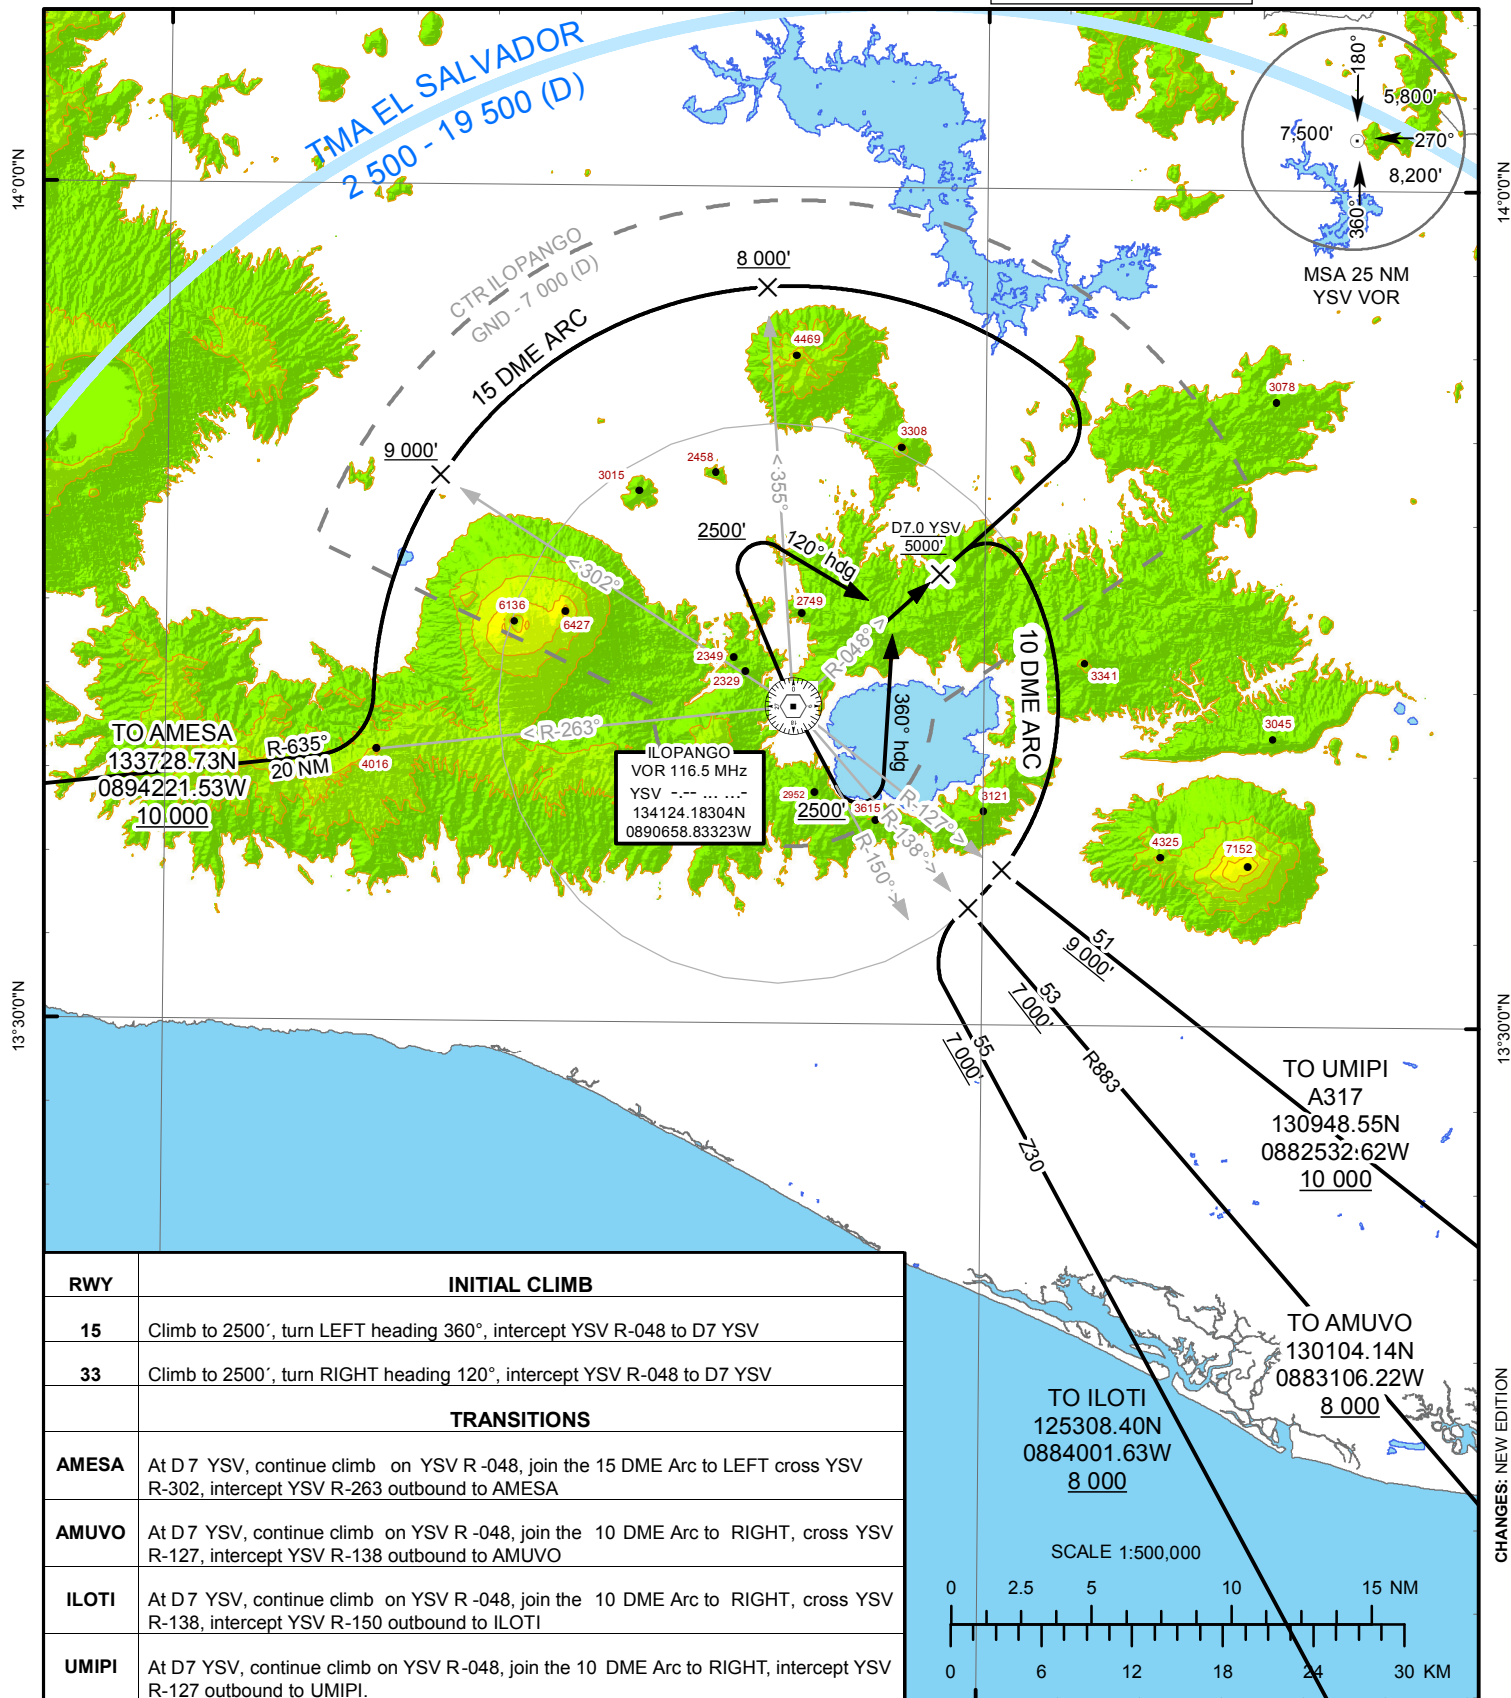 TMA EL SALVADOR
2 500 - 19 500 (D)
180°
5,800'
7,500'
270°
8,200'
360°
MSA 25 NM
YSV VOR
14°0'0"N
14°0'0"N
CTR ILOPANGO
GND - 7 000 (D)
8 000'
15 DME ARC
4469
3078
9 000'
3308
2458
3015
<-355°
2500'
120° hdg
D7.0 YSV
5000'
<-302°
6136
6427
2749
R-048° >
2349
2329
10 DME ARC
3341
360° hdg
3045
TO AMESA
133728.73N
0894221.53W
10 000
R-635°
20 NM
4016
< R-263°
ILOPANGO
VOR 116.5 MHz
YSV -.-- ... ...-
134124.18304N
0890658.83323W
2952
2500'
3615
R-127° >
R-138°->
R-150°->
3121
4325
7152
51
9 000'
53
7 000'
55
7 000'
13°30'0"N
13°30'0"N
R883
Z30
TO UMIPI
A317
130948.55N
0882532.62W
10 000
TO AMUVO
130104.14N
0883106.22W
8 000
TO ILOTI
125308.40N
0884001.63W
8 000
RWY INITIAL CLIMB
15 Climb to 2500´, turn LEFT heading 360°, intercept YSV R-048 to D7 YSV
33 Climb to 2500´, turn RIGHT heading 120°, intercept YSV R-048 to D7 YSV
TRANSITIONS
AMESA At D7 YSV, continue climb on YSV R-048, join the 15 DME Arc to LEFT cross YSV
R-302, intercept YSV R-263 outbound to AMESA
AMUVO At D7 YSV, continue climb on YSV R-048, join the 10 DME Arc to RIGHT, cross YSV
R-127, intercept YSV R-138 outbound to AMUVO
ILOTI At D7 YSV, continue climb on YSV R-048, join the 10 DME Arc to RIGHT, cross YSV
R-138, intercept YSV R-150 outbound to ILOTI
UMIPI At D7 YSV, continue climb on YSV R-048, join the 10 DME Arc to RIGHT, intercept YSV
R-127 outbound to UMIPI.
SCALE 1:500,000
0 2.5 5 10 15 NM
0 6 12 18 24 30 KM
CHANGES: NEW EDITION